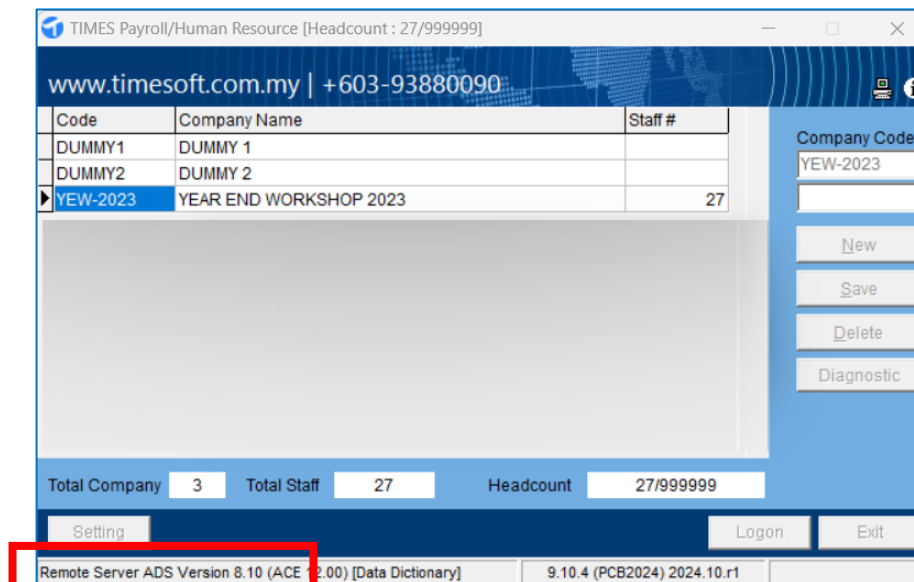 TIMES Payroll/Human Resource [Headcount : 27/999999]
www.timesoft.com.my | +603-93880090
Code Company Name Staff #
DUMMY1 DUMMY 1
DUMMY2 DUMMY 2
YEW-2023 YEAR END WORKSHOP 2023 27
Company Code
YEW-2023
New
Save
Delete
Diagnostic
Total Company 3 Total Staff 27 Headcount 27/999999
Setting Logon Exit
Remote Server ADS Version 8.10 (ACE 12.00) [Data Dictionary] 9.10.4 (PCB2024) 2024.10.r1